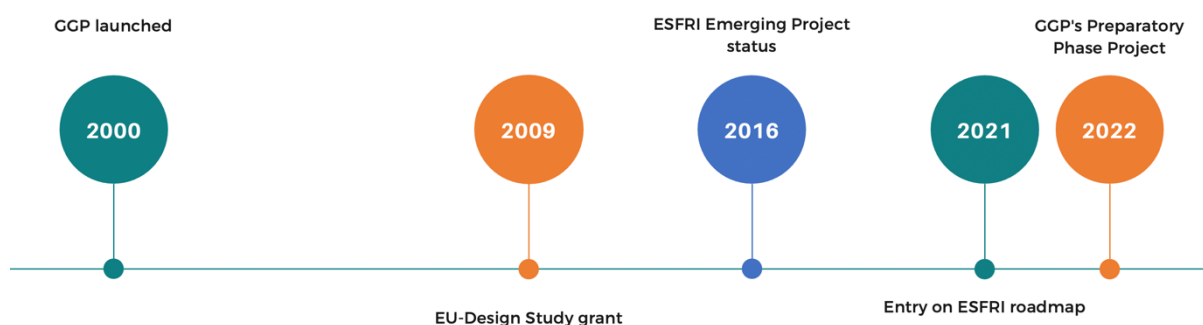 GGP launched
ESFRI Emerging Project
status
GGP's Preparatory
Phase Project
2000
2009
2016
2021
2022
EU-Design Study grant
Entry on ESFRI roadmap